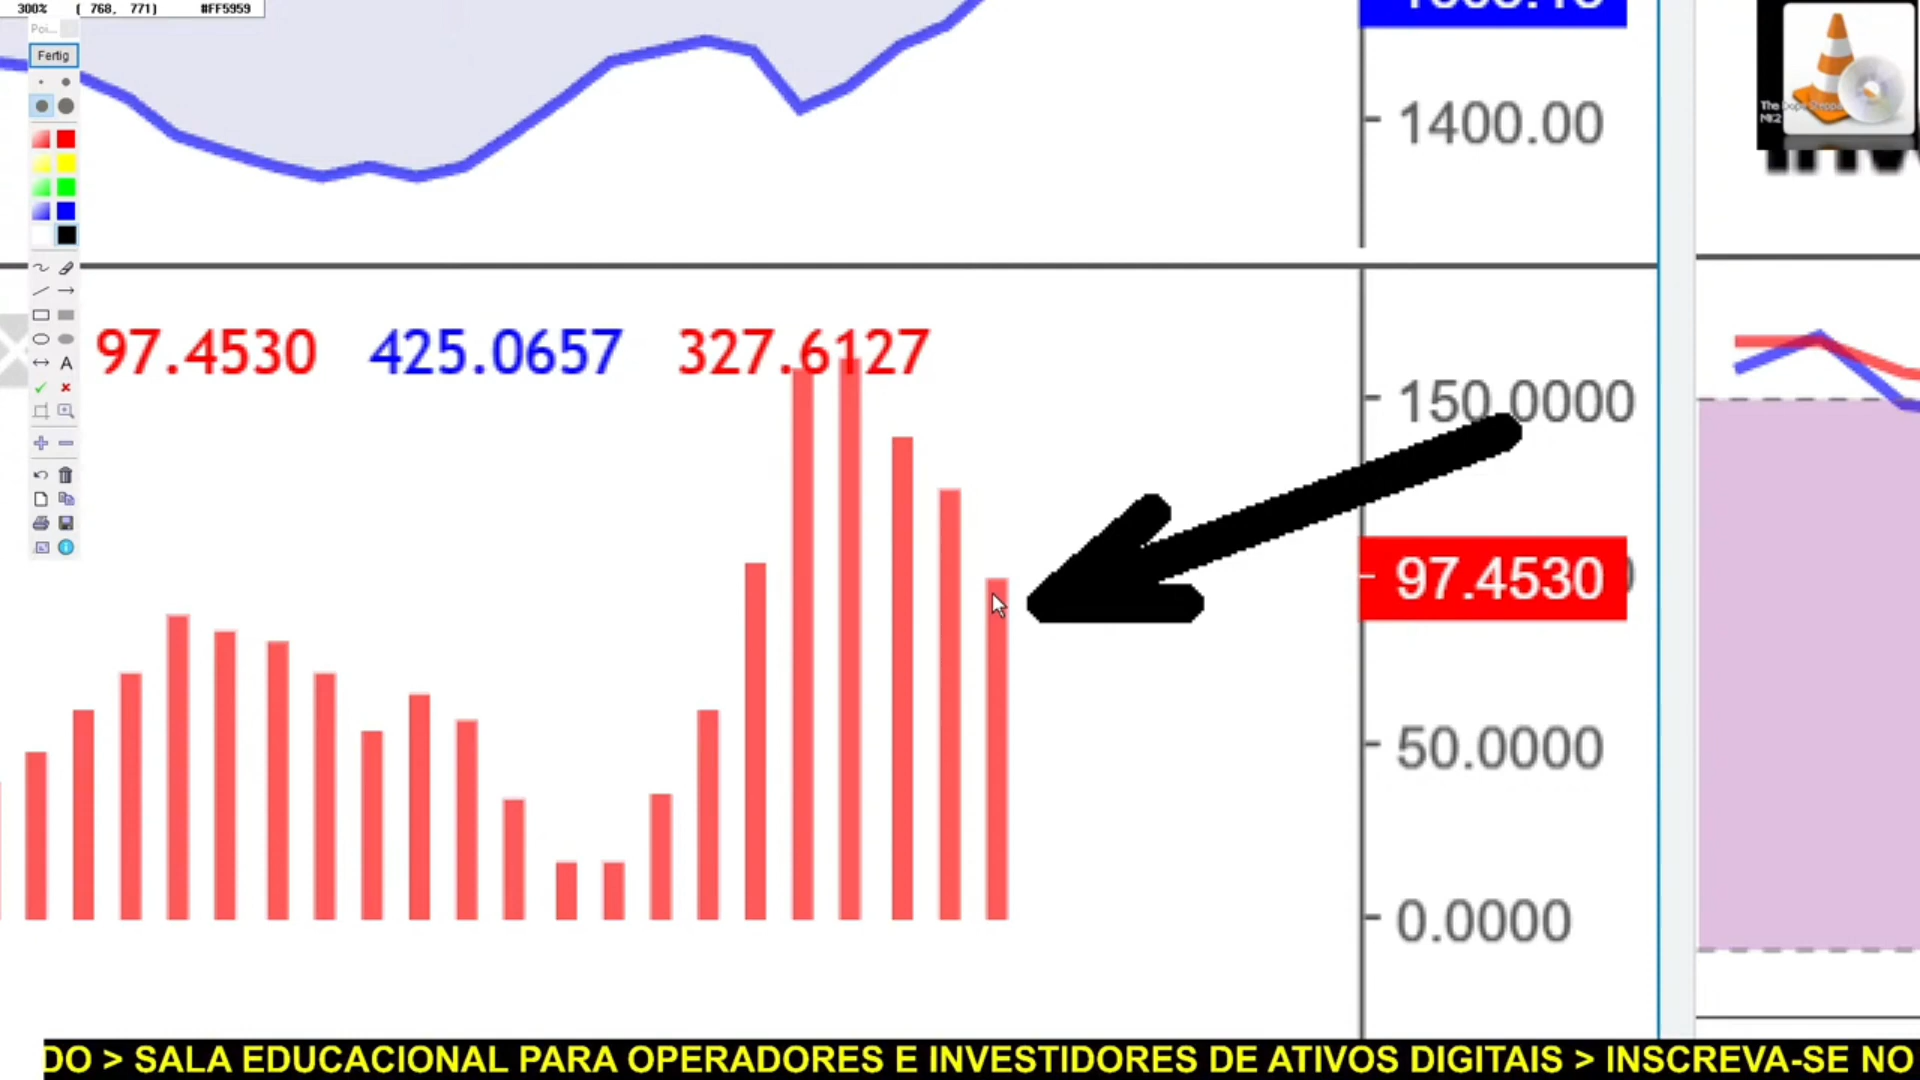 300% ( 768, 771) #FF5959
Poi...
Fertig
A
1400.00
97.4530 425.0657 327.6127
150.0000
97.4530
50.0000
0.0000
DO > SALA EDUCACIONAL PARA OPERADORES E INVESTIDORES DE ATIVOS DIGITAIS > INSCREVA-SE NO